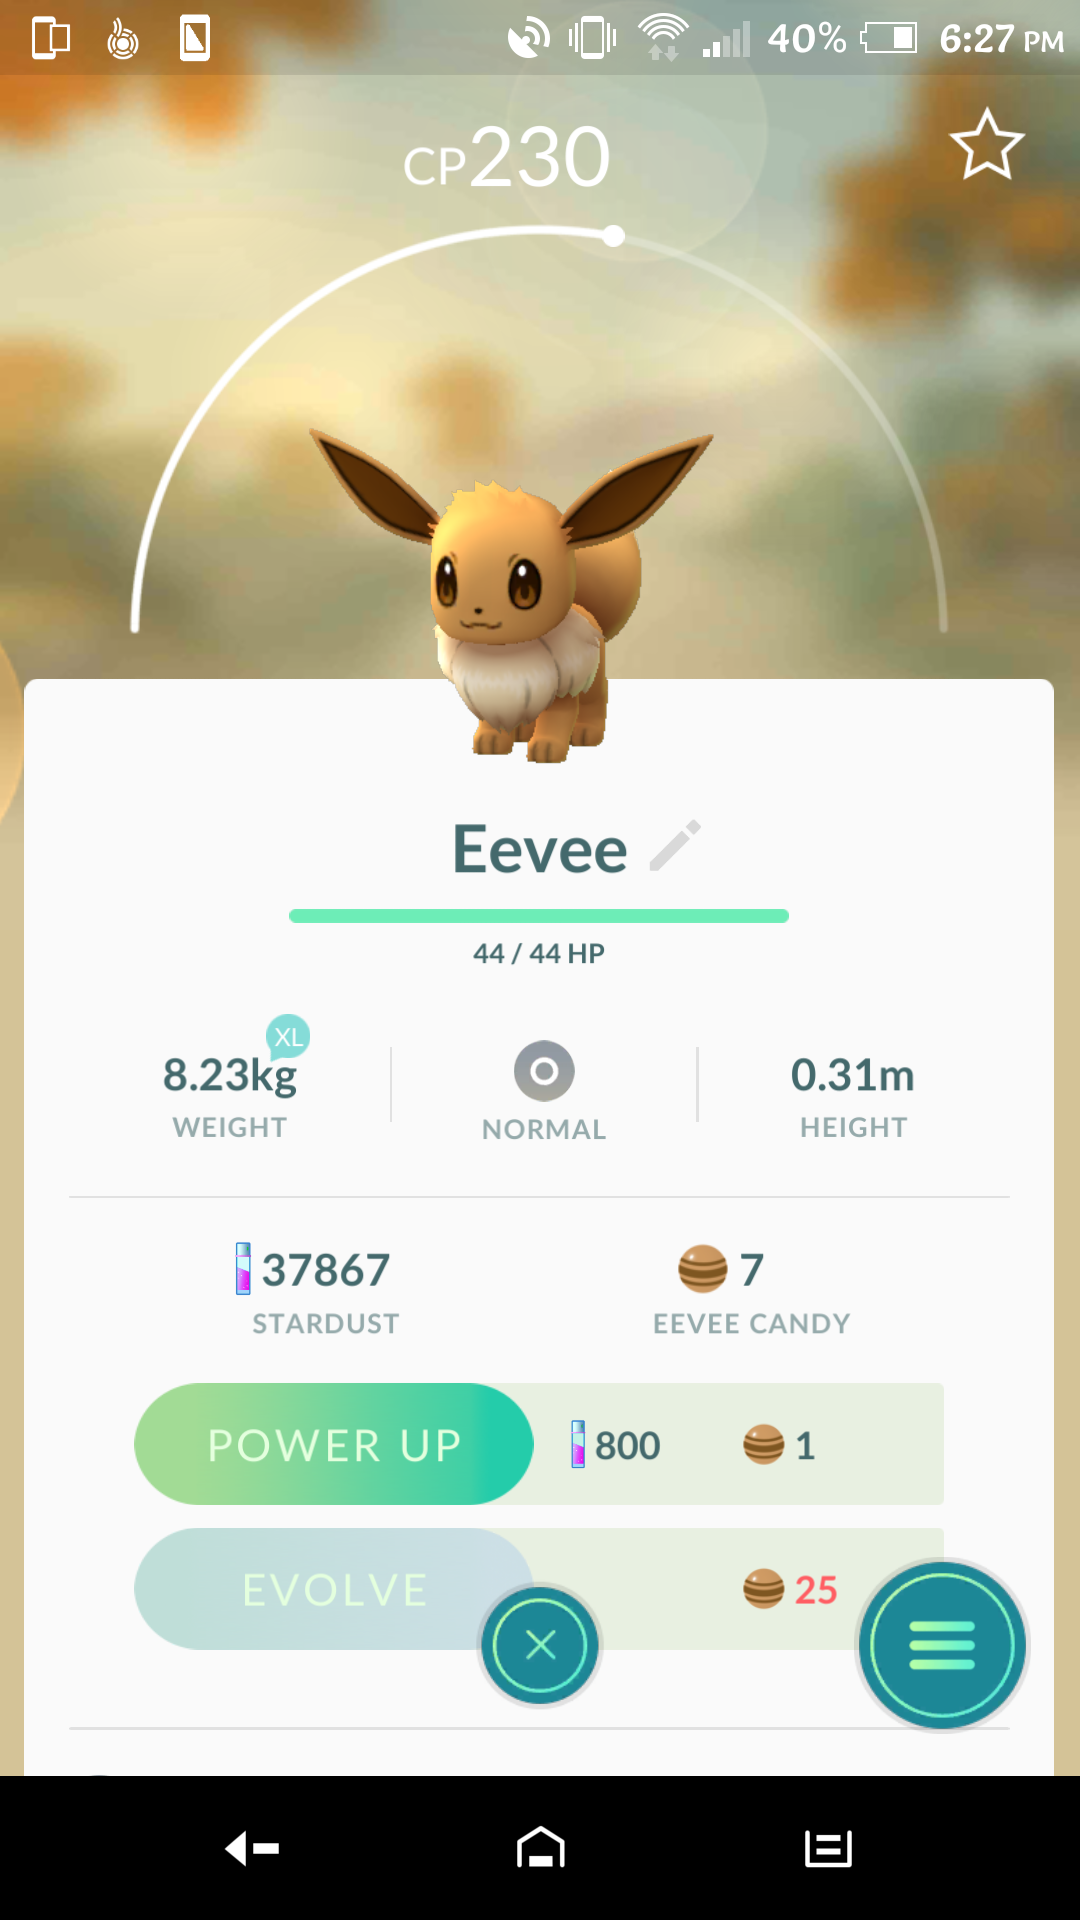 40% 6:27 PM
CP230
Eevee
44 / 44 HP
XL
8.23kg
WEIGHT
NORMAL
0.31m
HEIGHT
37867
STARDUST
7
EEVEE CANDY
POWER UP 800 1
EVOLVE 25